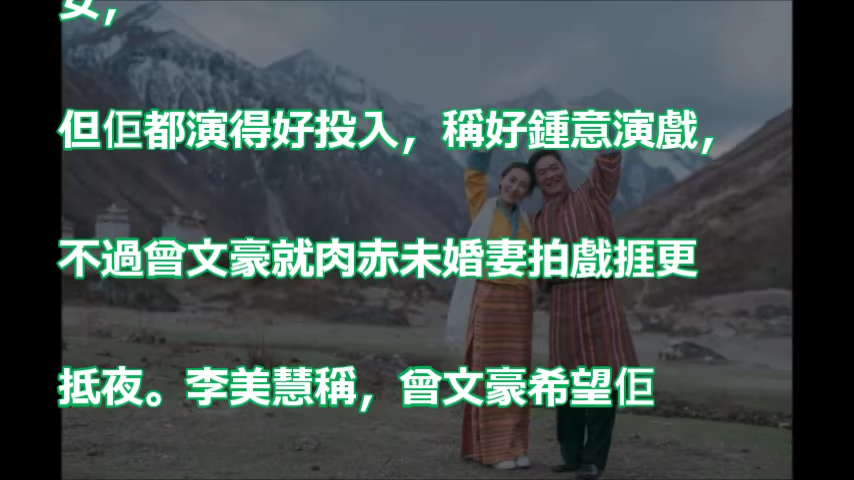 女，
但佢都演得好投入，稱好鍾意演戲，
不過曾文豪就肉赤未婚妻拍戲捱更
抵夜。李美慧稱，曾文豪希望佢